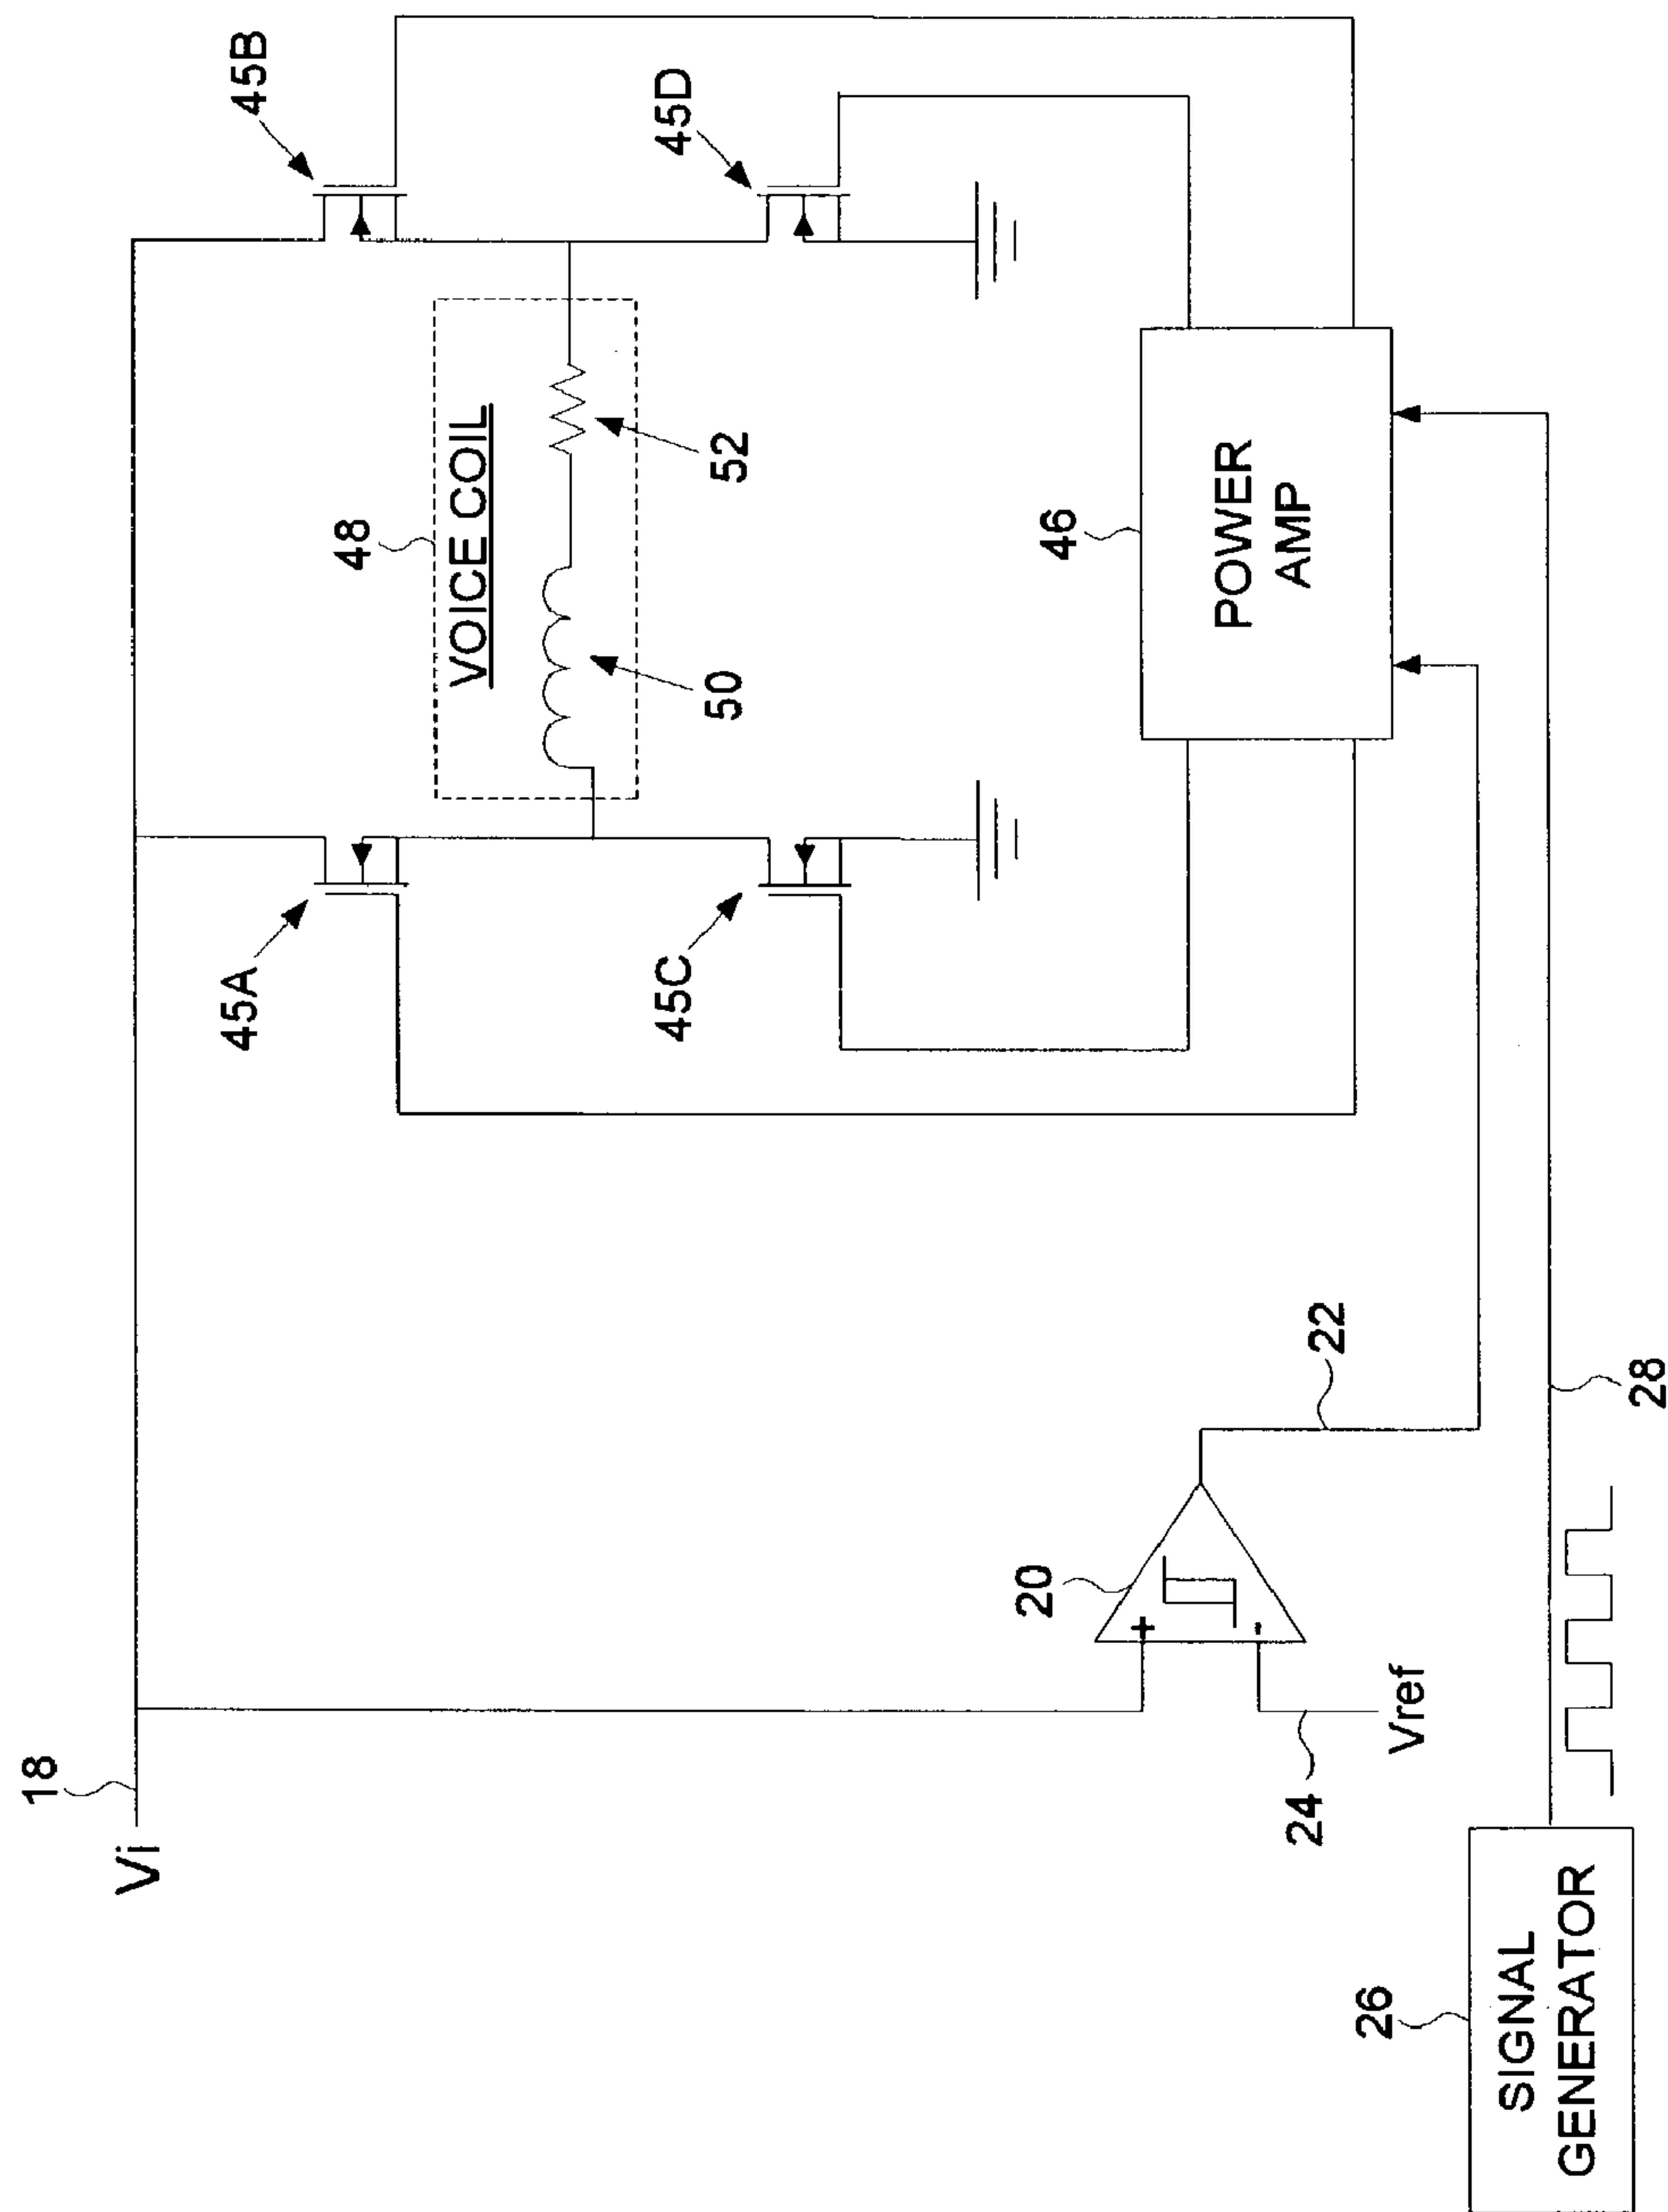 Vi
18
45A
45B
48
VOICE COIL
50
52
45C
45D
20
+
-
24
Vref
22
46
POWER
AMP
26
SIGNAL
GENERATOR
28